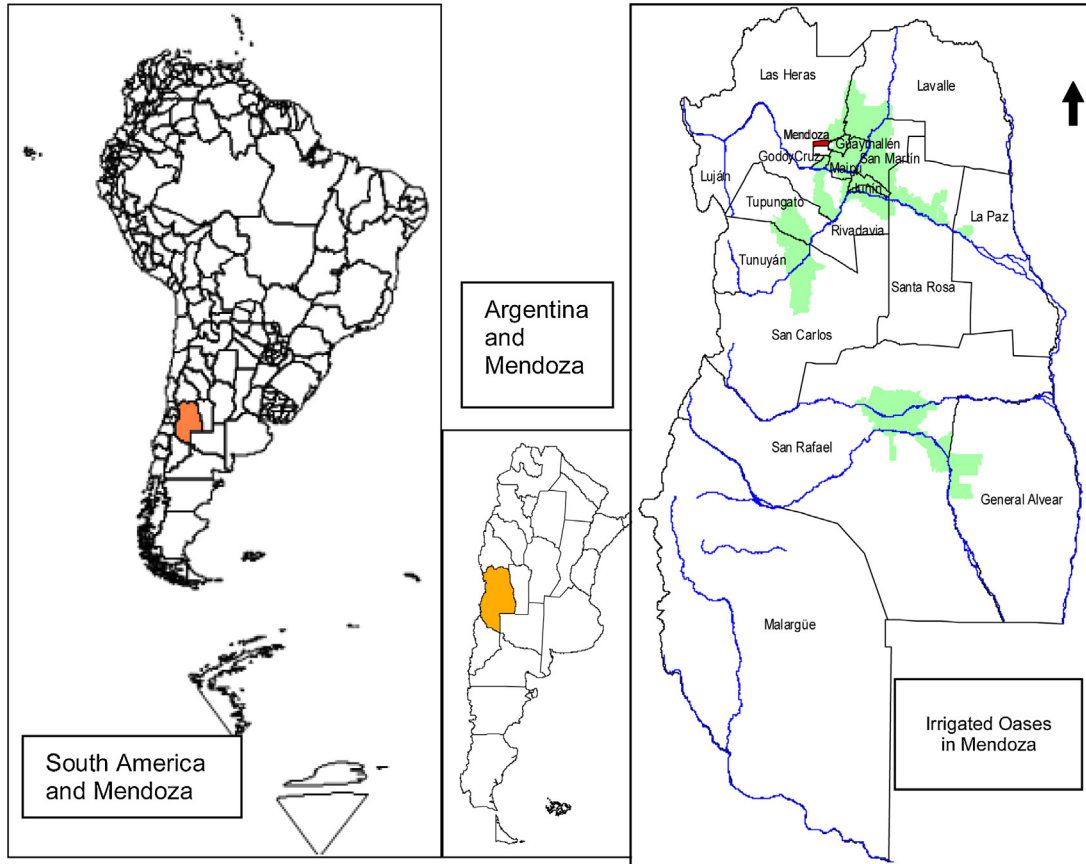 South America
and Mendoza
Argentina
and
Mendoza
Las Heras
Lavalle
Mendoza
Guaymallén
GodoyCruz
San Martín
Maipú
Luján
Junín
Tupungato
La Paz
Rivadavia
Tunuyán
Santa Rosa
San Carlos
San Rafael
General Alvear
Malargüe
Irrigated Oases
in Mendoza